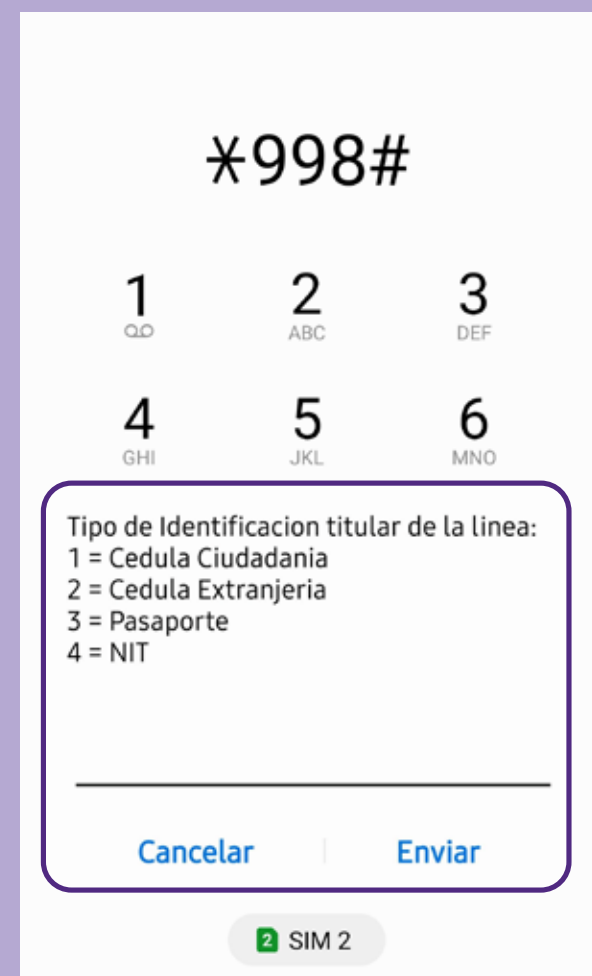 *998#
1 2 3
ABC DEF
4 5 6
GHI JKL MNO
Tipo de Identificacion titular de la linea:
1 = Cedula Ciudadania
2 = Cedula Extranjeria
3 = Pasaporte
4 = NIT
Cancelar Enviar
2 SIM 2